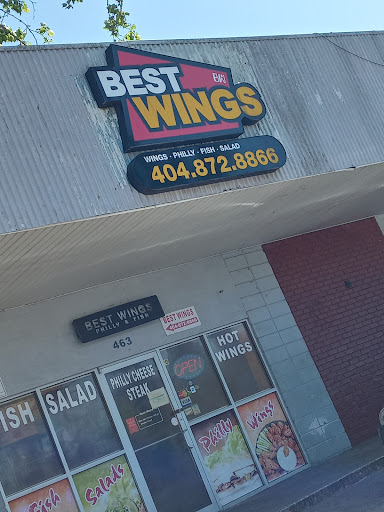 BEST
WINGS
WINGS · PHILLY · FISH · SALAD
404.872.8866
BEST WINGS
PHILLY & FISH
BEST WINGS
463
FISH
SALAD
PHILLY CHEESE
STEAK
OPEN
HOT
WINGS
Fish
Salads
Philly
Wings